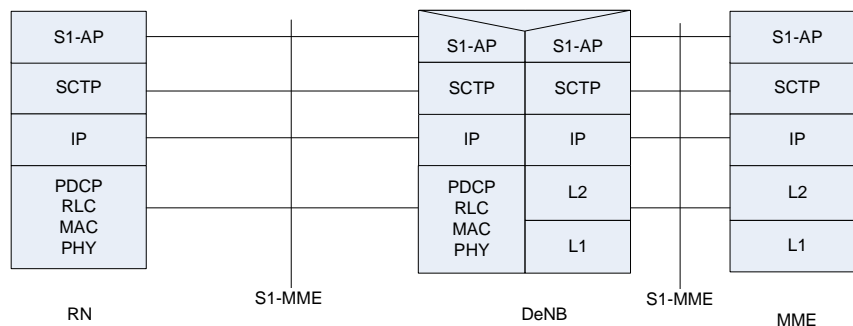 S1-AP
SCTP
IP
PDCP
RLC
MAC
PHY
RN
S1-MME
S1-AP
S1-AP
SCTP
SCTP
IP
IP
PDCP
RLC
MAC
PHY
L2
L1
DeNB
S1-MME
S1-AP
SCTP
IP
L2
L1
MME